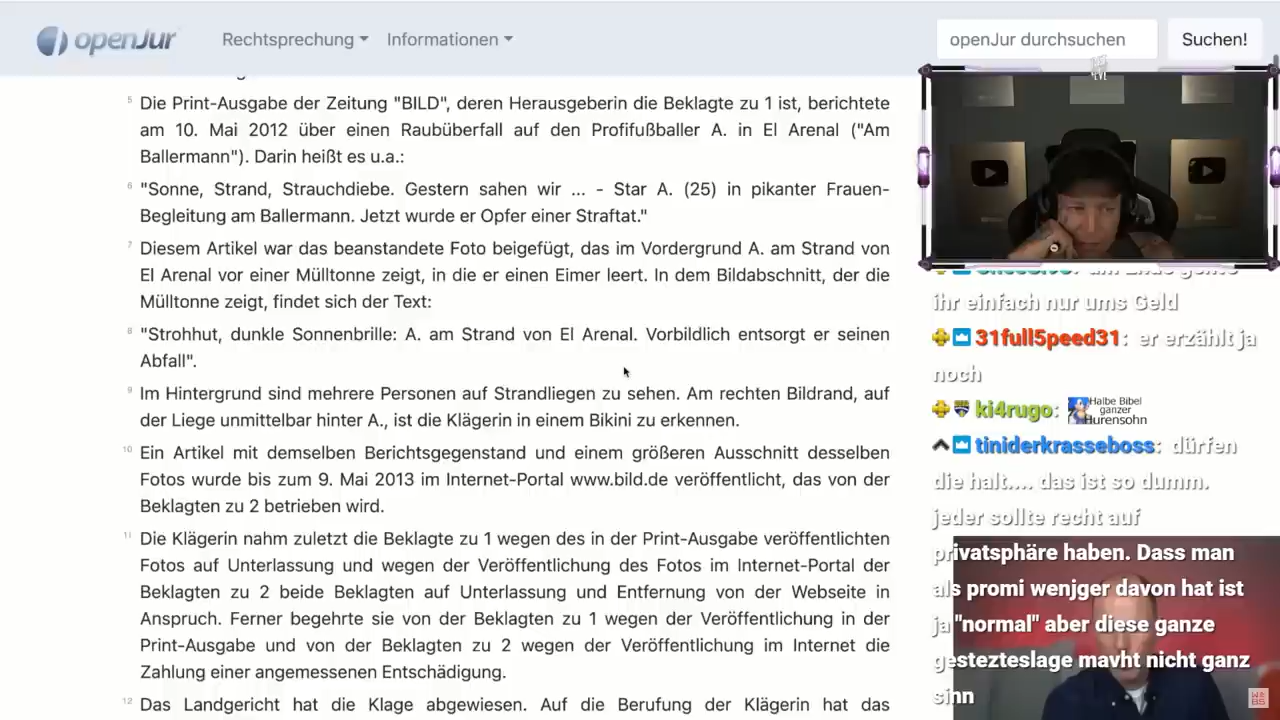 openJur
Rechtsprechung
Informationen
openJur durchsuchen
Suchen!
5 Die Print-Ausgabe der Zeitung "BILD", deren Herausgeberin die Beklagte zu 1 ist, berichtete
am 10. Mai 2012 über einen Raubüberfall auf den Profifußballer A. in El Arenal ("Am
Ballermann"). Darin heißt es u.a.:
6 "Sonne, Strand, Strauchdiebe. Gestern sahen wir ... - Star A. (25) in pikanter Frauen-
Begleitung am Ballermann. Jetzt wurde er Opfer einer Straftat."
7 Diesem Artikel war das beanstandete Foto beigefügt, das im Vordergrund A. am Strand von
El Arenal vor einer Mülltonne zeigt, in die er einen Eimer leert. In dem Bildabschnitt, der die
Mülltonne zeigt, findet sich der Text:
8 "Strohhut, dunkle Sonnenbrille: A. am Strand von El Arenal. Vorbildlich entsorgt er seinen
Abfall".
9 Im Hintergrund sind mehrere Personen auf Strandliegen zu sehen. Am rechten Bildrand, auf
der Liege unmittelbar hinter A., ist die Klägerin in einem Bikini zu erkennen.
10 Ein Artikel mit demselben Berichtsgegenstand und einem größeren Ausschnitt desselben
Fotos wurde bis zum 9. Mai 2013 im Internet-Portal www.bild.de veröffentlicht, das von der
Beklagten zu 2 betrieben wird.
11 Die Klägerin nahm zuletzt die Beklagte zu 1 wegen des in der Print-Ausgabe veröffentlichten
Fotos auf Unterlassung und wegen der Veröffentlichung des Fotos im Internet-Portal der
Beklagten zu 2 beide Beklagten auf Unterlassung und Entfernung von der Webseite in
Anspruch. Ferner begehrte sie von der Beklagten zu 1 wegen der Veröffentlichung in der
Print-Ausgabe und von der Beklagten zu 2 wegen der Veröffentlichung im Internet die
Zahlung einer angemessenen Entschädigung.
12 Das Landgericht hat die Klage abgewiesen. Auf die Berufung der Klägerin hat das
ihr einfach nur ums Geld
31full5peed31: er erzählt ja
noch
ki4rugo: Halbe Bibel
ganzer
Hurensohn
tiniderkrasseboss: dürfen
die halt.... das ist so dumm.
jeder sollte recht auf
privatsphäre haben. Dass man
als promi wenjger davon hat ist
ja "normal" aber diese ganze
gestezteslage mavht nicht ganz
sinn